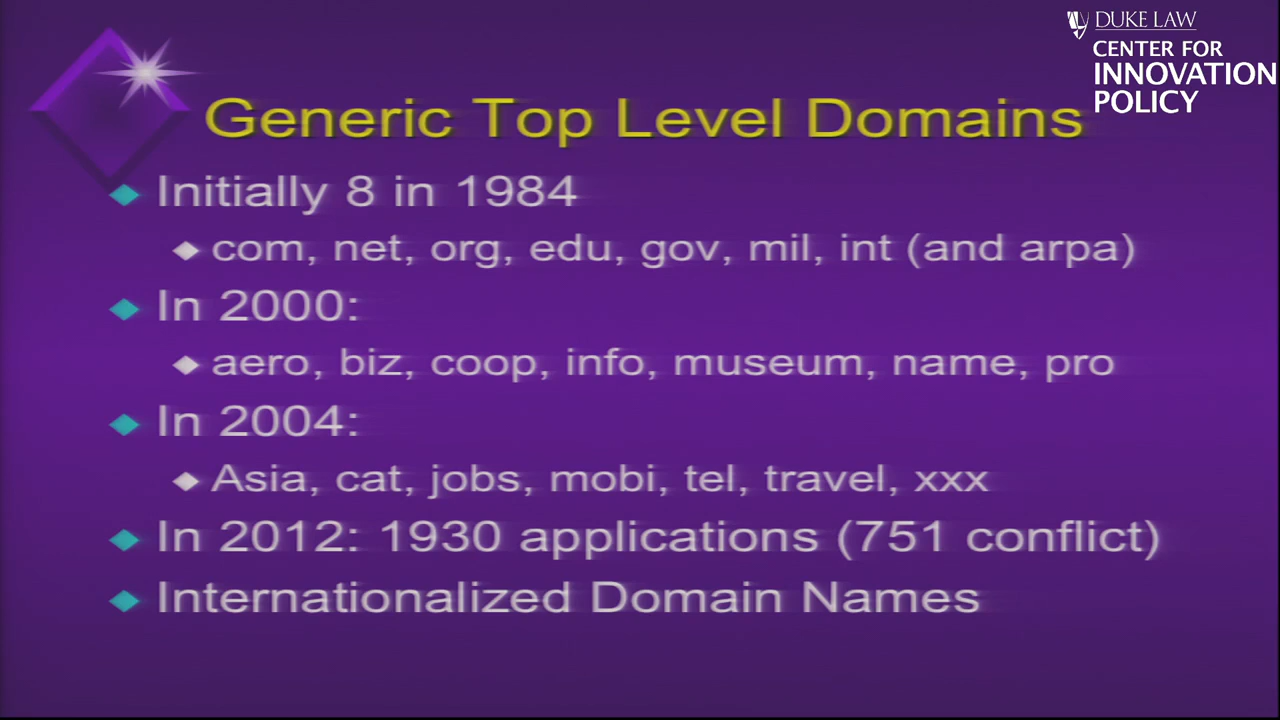 DUKE LAW
CENTER FOR
INNOVATION
POLICY
Generic Top Level Domains
Initially 8 in 1984
com, net, org, edu, gov, mil, int (and arpa)
In 2000:
aero, biz, coop, info, museum, name, pro
In 2004:
Asia, cat, jobs, mobi, tel, travel, xxx
In 2012: 1930 applications (751 conflict)
Internationalized Domain Names